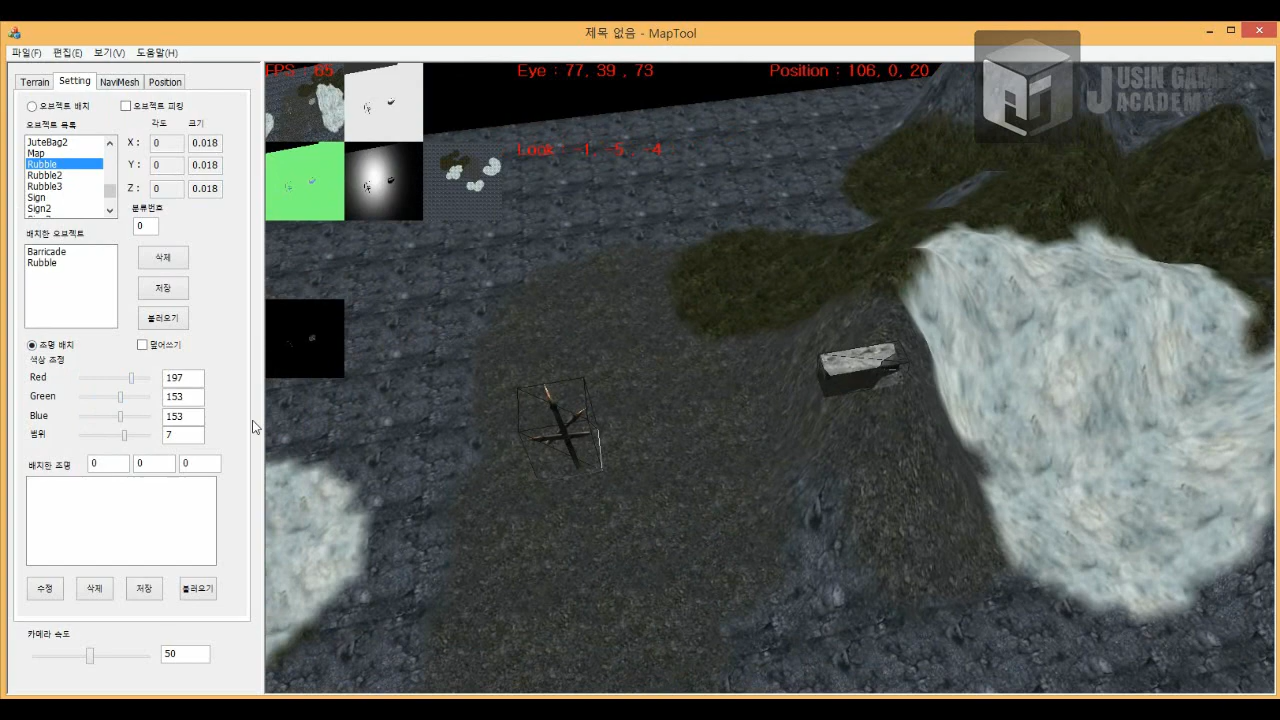 제목 없음 - MapTool
파일(F) 편집(E) 보기(V) 도움말(H)
Terrain Setting NaviMesh Position
오브젝트 배치 오브젝트 피킹
오브젝트 목록 각도 크기
JuteBag2
Map
Rubble
Rubble2
Rubble3
Sign
Sign2
X : 0 0.018
Y : 0 0.018
Z : 0 0.018
분류번호
0
배치한 오브젝트
Barricade
Rubble
삭제
저장
불러오기
조명 배치 덮어쓰기
색상 조정
Red 197
Green 153
Blue 153
범위 7
배치한 조명 0 0 0
수정 삭제 저장 불러오기
카메라 속도
50
FPS : 65 Eye : 77, 39 , 73 Position : 106, 0, 20
Look : -1, -5 , -4
JUSIN GAME
ACADEMY